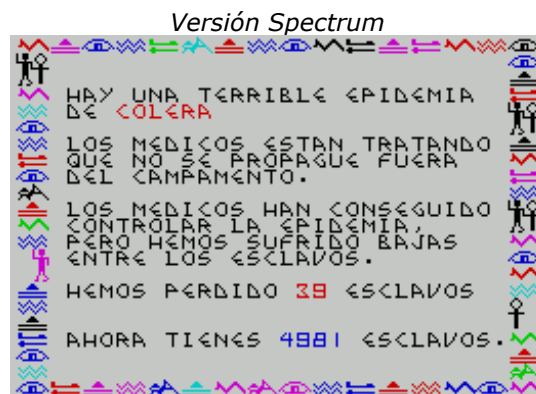 Versión Spectrum
HAY UNA TERRIBLE EPIDEMIA
DE COLERA
LOS MEDICOS ESTAN TRATANDO
QUE NO SE PROPAGUE FUERA
DEL CAMPAMENTO.
LOS MEDICOS HAN CONSEGUIDO
CONTROLAR LA EPIDEMIA,
PERO HEMOS SUFRIDO BAJAS
ENTRE LOS ESCLAVOS.
HEMOS PERDIDO 39 ESCLAVOS
AHORA TIENES 4981 ESCLAVOS.